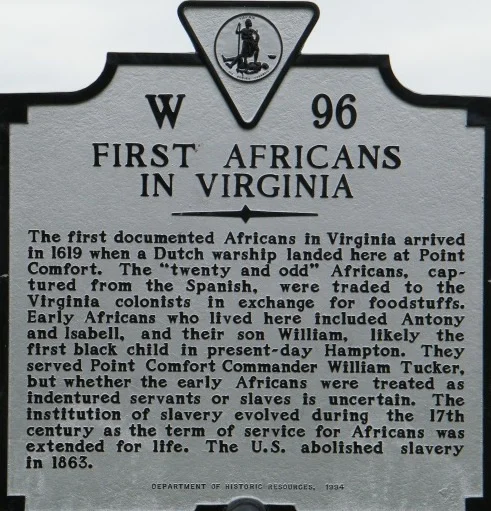 W 96
FIRST AFRICANS
IN VIRGINIA
The first documented Africans in Virginia arrived
in 1619 when a Dutch warship landed here at Point
Comfort. The "twenty and odd" Africans, cap-
tured from the Spanish, were traded to the
Virginia colonists in exchange for foodstuffs.
Early Africans who lived here included Antony
and Isabell, and their son William, likely the
first black child in present-day Hampton. They
served Point Comfort Commander William Tucker,
but whether the early Africans were treated as
indentured servants or slaves is uncertain. The
institution of slavery evolved during the 17th
century as the term of service for Africans was
extended for life. The U.S. abolished slavery
in 1863.
DEPARTMENT OF HISTORIC RESOURCES, 1994